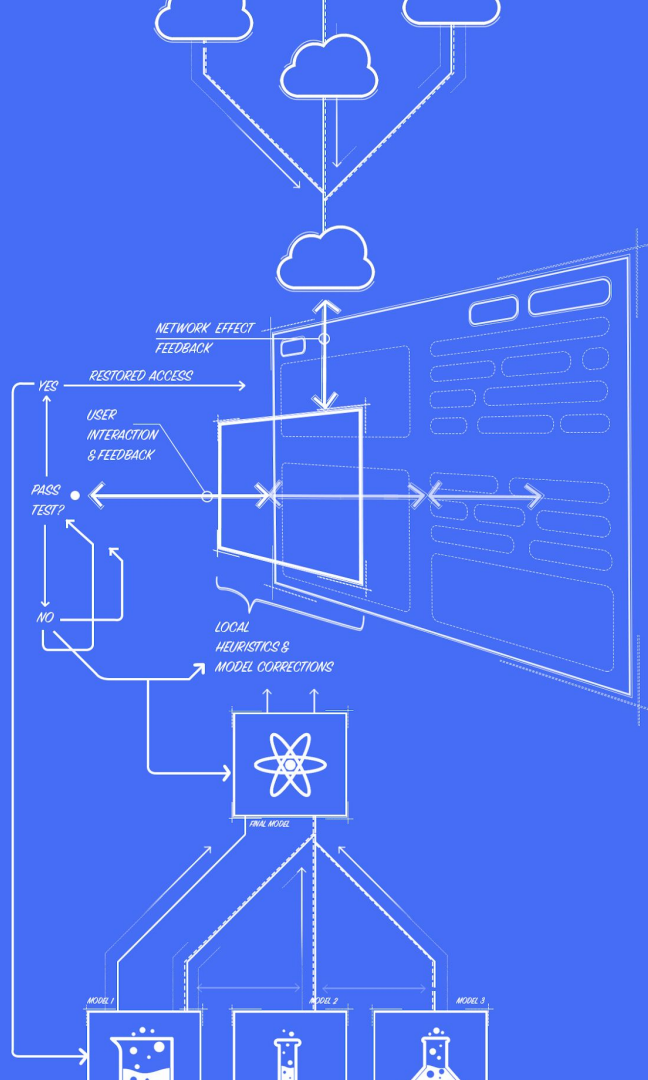 NETWORK EFFECT
FEEDBACK
YES
RESTORED ACCESS
USER
INTERACTION
& FEEDBACK
PASS
TEST?
NO
LOCAL
HEURISTICS &
MODEL CORRECTIONS
FINAL MODEL
MODEL 1
MODEL 2
MODEL 3